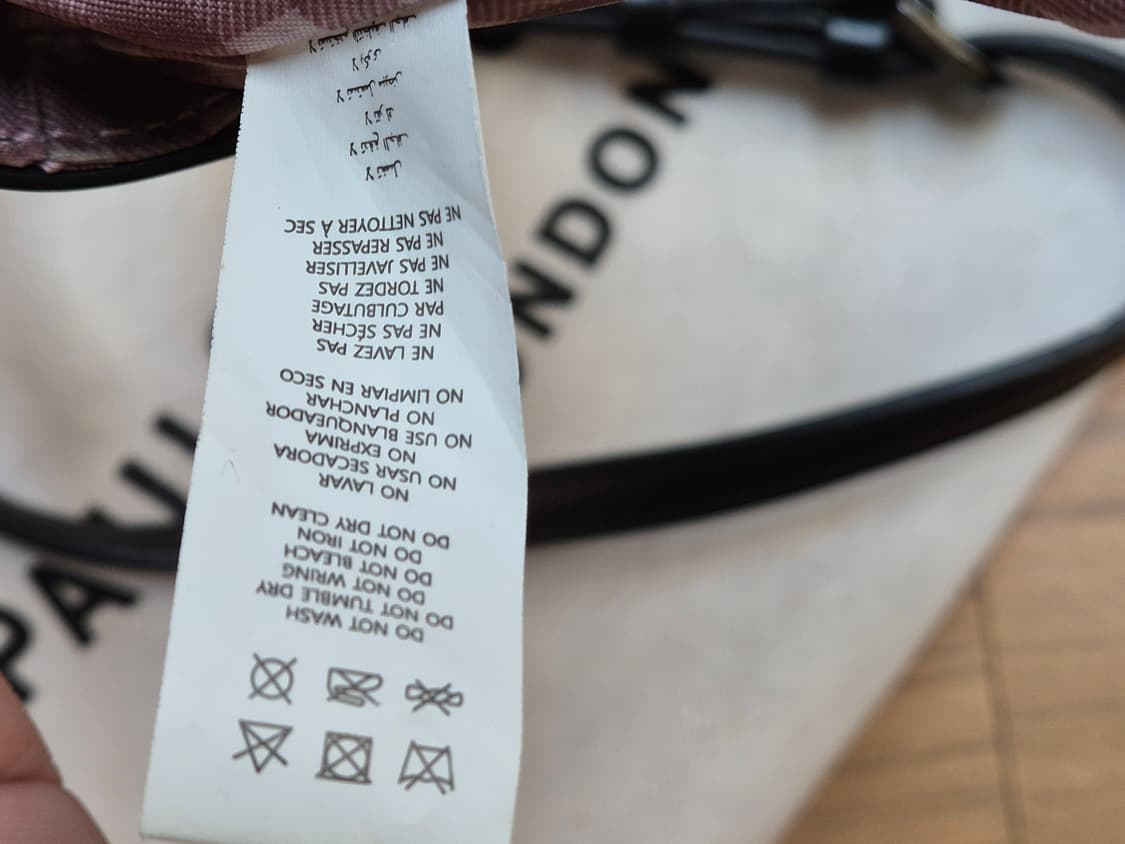 DO NOT WASH
DO NOT TUMBLE DRY
DO NOT WRING
DO NOT BLEACH
DO NOT IRON
DO NOT DRY CLEAN
NO LAVAR
NO USAR SECADORA
NO EXPRIMA
NO USE BLANQUEADOR
NO PLANCHAR
NO LIMPIAR EN SECO
NE LAVEZ PAS
NE PAS SÉCHER
PAR CULBUTAGE
NE TORDEZ PAS
NE PAS JAVELLISER
NE PAS REPASSER
NE PAS NETTOYER À SEC
لا تغسل
NDON